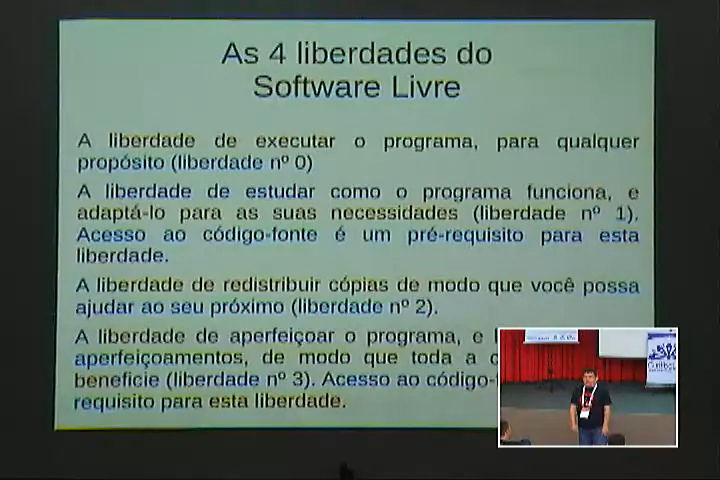 As 4 liberdades do
Software Livre
A liberdade de executar o programa, para qualquer
propósito (liberdade nº 0)
A liberdade de estudar como o programa funciona, e
adaptá-lo para as suas necessidades (liberdade nº 1).
Acesso ao código-fonte é um pré-requisito para esta
liberdade.
A liberdade de redistribuir cópias de modo que você possa
ajudar ao seu próximo (liberdade nº 2).
A liberdade de aperfeiçoar o programa, e
aperfeiçoamentos, de modo que toda a
beneficie (liberdade nº 3). Acesso ao código-
requisito para esta liberdade.